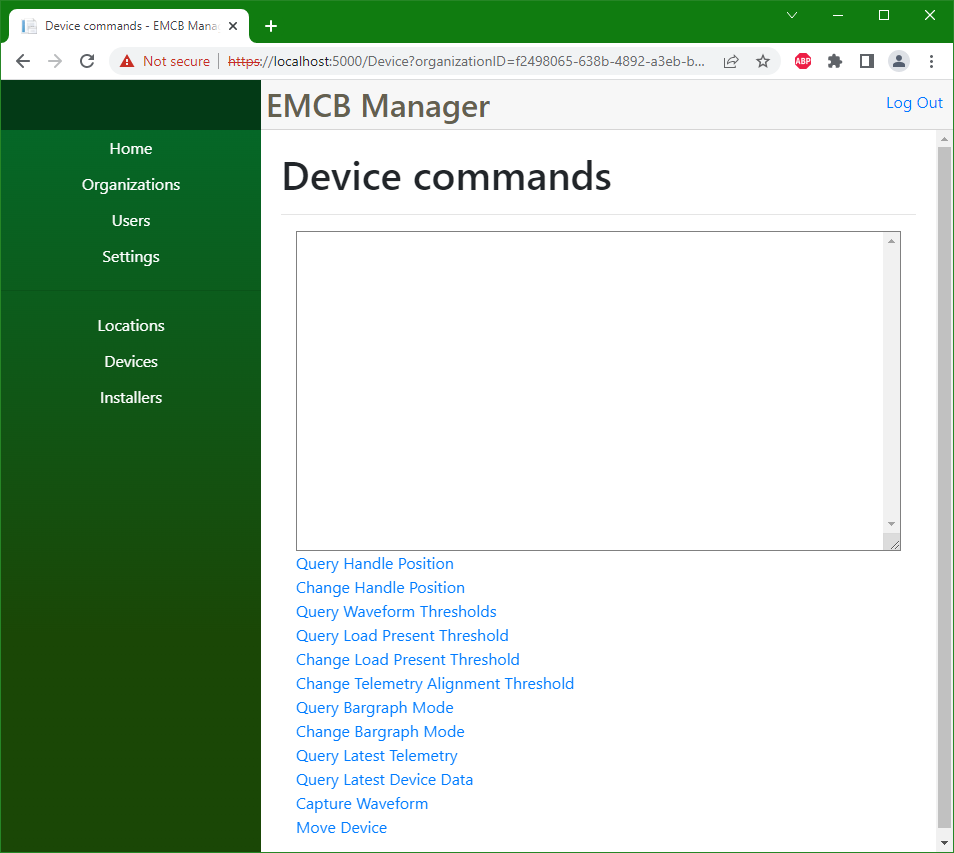 Device commands - EMCB Mana
Not secure
https://localhost:5000/Device?organizationID=f2498065-638b-4892-a3eb-b...
ABP
EMCB Manager
Log Out
Home
Organizations
Users
Settings
Locations
Devices
Installers
Device commands
Query Handle Position
Change Handle Position
Query Waveform Thresholds
Query Load Present Threshold
Change Load Present Threshold
Change Telemetry Alignment Threshold
Query Bargraph Mode
Change Bargraph Mode
Query Latest Telemetry
Query Latest Device Data
Capture Waveform
Move Device